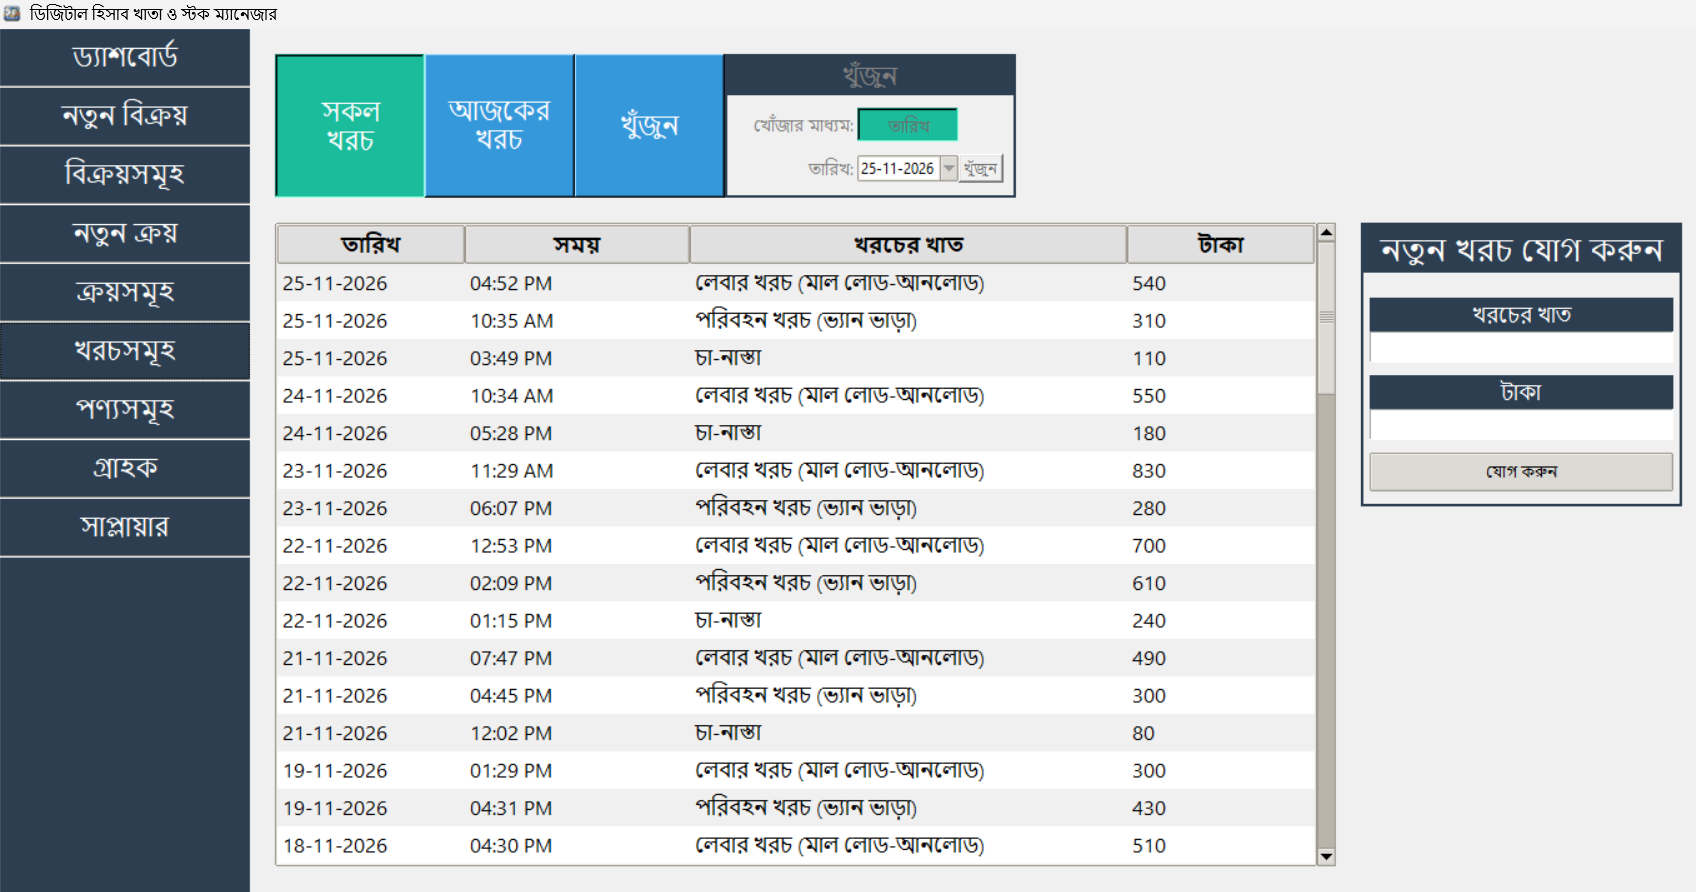 ডিজিটাল হিসাব খাতা ও স্টক ম্যানেজার
ড্যাশবোর্ড
নতুন বিক্রয়
বিক্রয়সমূহ
নতুন ক্রয়
ক্রয়সমূহ
খরচসমূহ
পণ্যসমূহ
গ্রাহক
সাপ্লায়ার
সকল
খরচ
আজকের
খরচ
খুঁজুন
খুঁজুন
খোঁজার মাধ্যম: তারিখ
তারিখ: 25-11-2026 খুঁজুন
তারিখ সময় খরচের খাত টাকা
25-11-2026 04:52 PM লেবার খরচ (মাল লোড-আনলোড) 540
25-11-2026 10:35 AM পরিবহন খরচ (ভ্যান ভাড়া) 310
25-11-2026 03:49 PM চা-নাস্তা 110
24-11-2026 10:34 AM লেবার খরচ (মাল লোড-আনলোড) 550
24-11-2026 05:28 PM চা-নাস্তা 180
23-11-2026 11:29 AM লেবার খরচ (মাল লোড-আনলোড) 830
23-11-2026 06:07 PM পরিবহন খরচ (ভ্যান ভাড়া) 280
22-11-2026 12:53 PM লেবার খরচ (মাল লোড-আনলোড) 700
22-11-2026 02:09 PM পরিবহন খরচ (ভ্যান ভাড়া) 610
22-11-2026 01:15 PM চা-নাস্তা 240
21-11-2026 07:47 PM লেবার খরচ (মাল লোড-আনলোড) 490
21-11-2026 04:45 PM পরিবহন খরচ (ভ্যান ভাড়া) 300
21-11-2026 12:02 PM চা-নাস্তা 80
19-11-2026 01:29 PM লেবার খরচ (মাল লোড-আনলোড) 300
19-11-2026 04:31 PM পরিবহন খরচ (ভ্যান ভাড়া) 430
18-11-2026 04:30 PM লেবার খরচ (মাল লোড-আনলোড) 510
নতুন খরচ যোগ করুন
খরচের খাত
টাকা
যোগ করুন